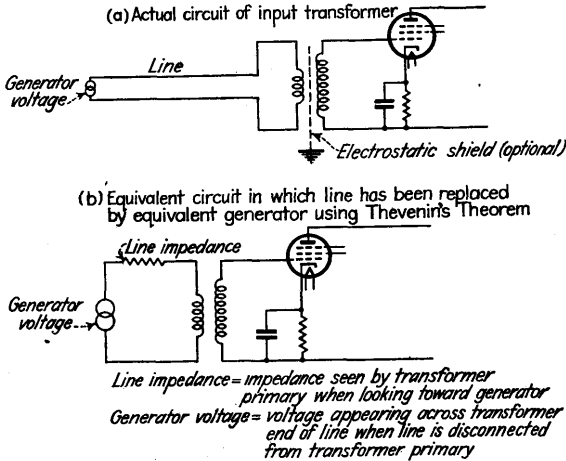 (a) Actual circuit of input transformer
Line
Generator
voltage
Electrostatic shield (optional)
(b) Equivalent circuit in which line has been replaced
by equivalent generator using Thevenin's Theorem
Line impedance
Generator
voltage
Line impedance = impedance seen by transformer
primary when looking toward generator
Generator voltage = voltage appearing across transformer
end of line when line is disconnected
from transformer primary